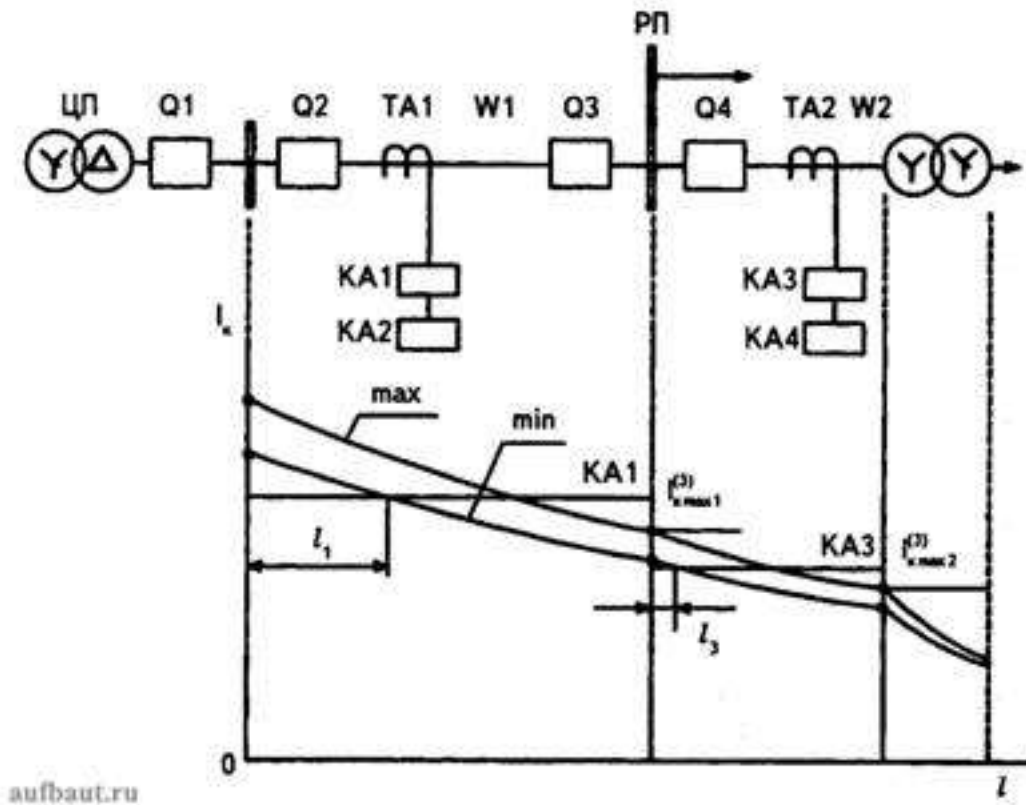 РП
ЦП Q1 Q2 TA1 W1 Q3 Q4 TA2 W2
KA1 KA3
KA2 KA4
Iк
max
min
KA1 I(3)к max 1
l1 KA3 I(3)к max 2
l3
0
l
aufbaut.ru